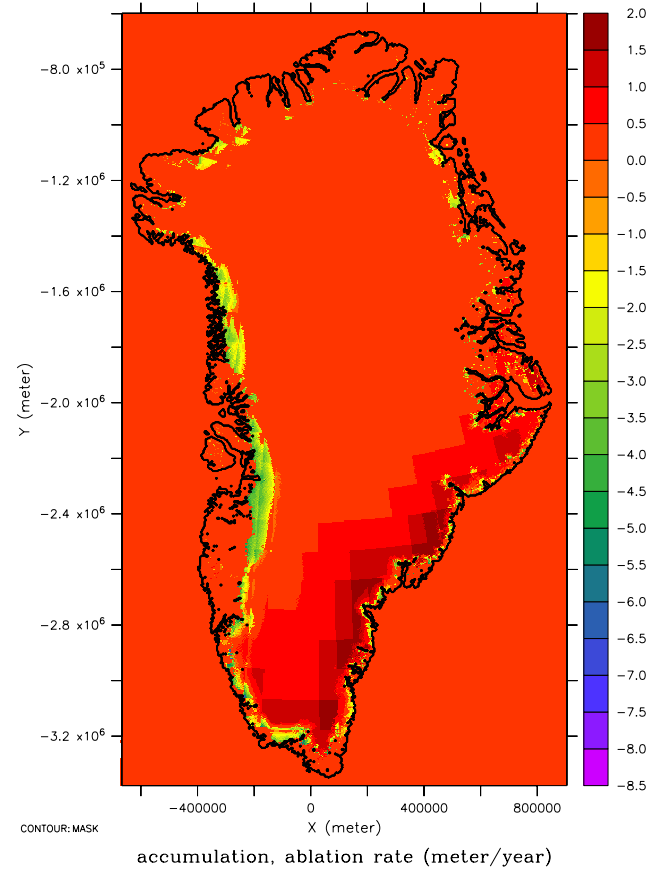 -8.0 x10⁵
-1.2 x10⁶
-1.6 x10⁶
-2.0 x10⁶
-2.4 x10⁶
-2.8 x10⁶
-3.2 x10⁶
Y (meter)
-400000 0 400000 800000
X (meter)
2.0
1.5
1.0
0.5
0.0
-0.5
-1.0
-1.5
-2.0
-2.5
-3.0
-3.5
-4.0
-4.5
-5.0
-5.5
-6.0
-6.5
-7.0
-7.5
-8.0
-8.5
CONTOUR: MASK
accumulation, ablation rate (meter/year)